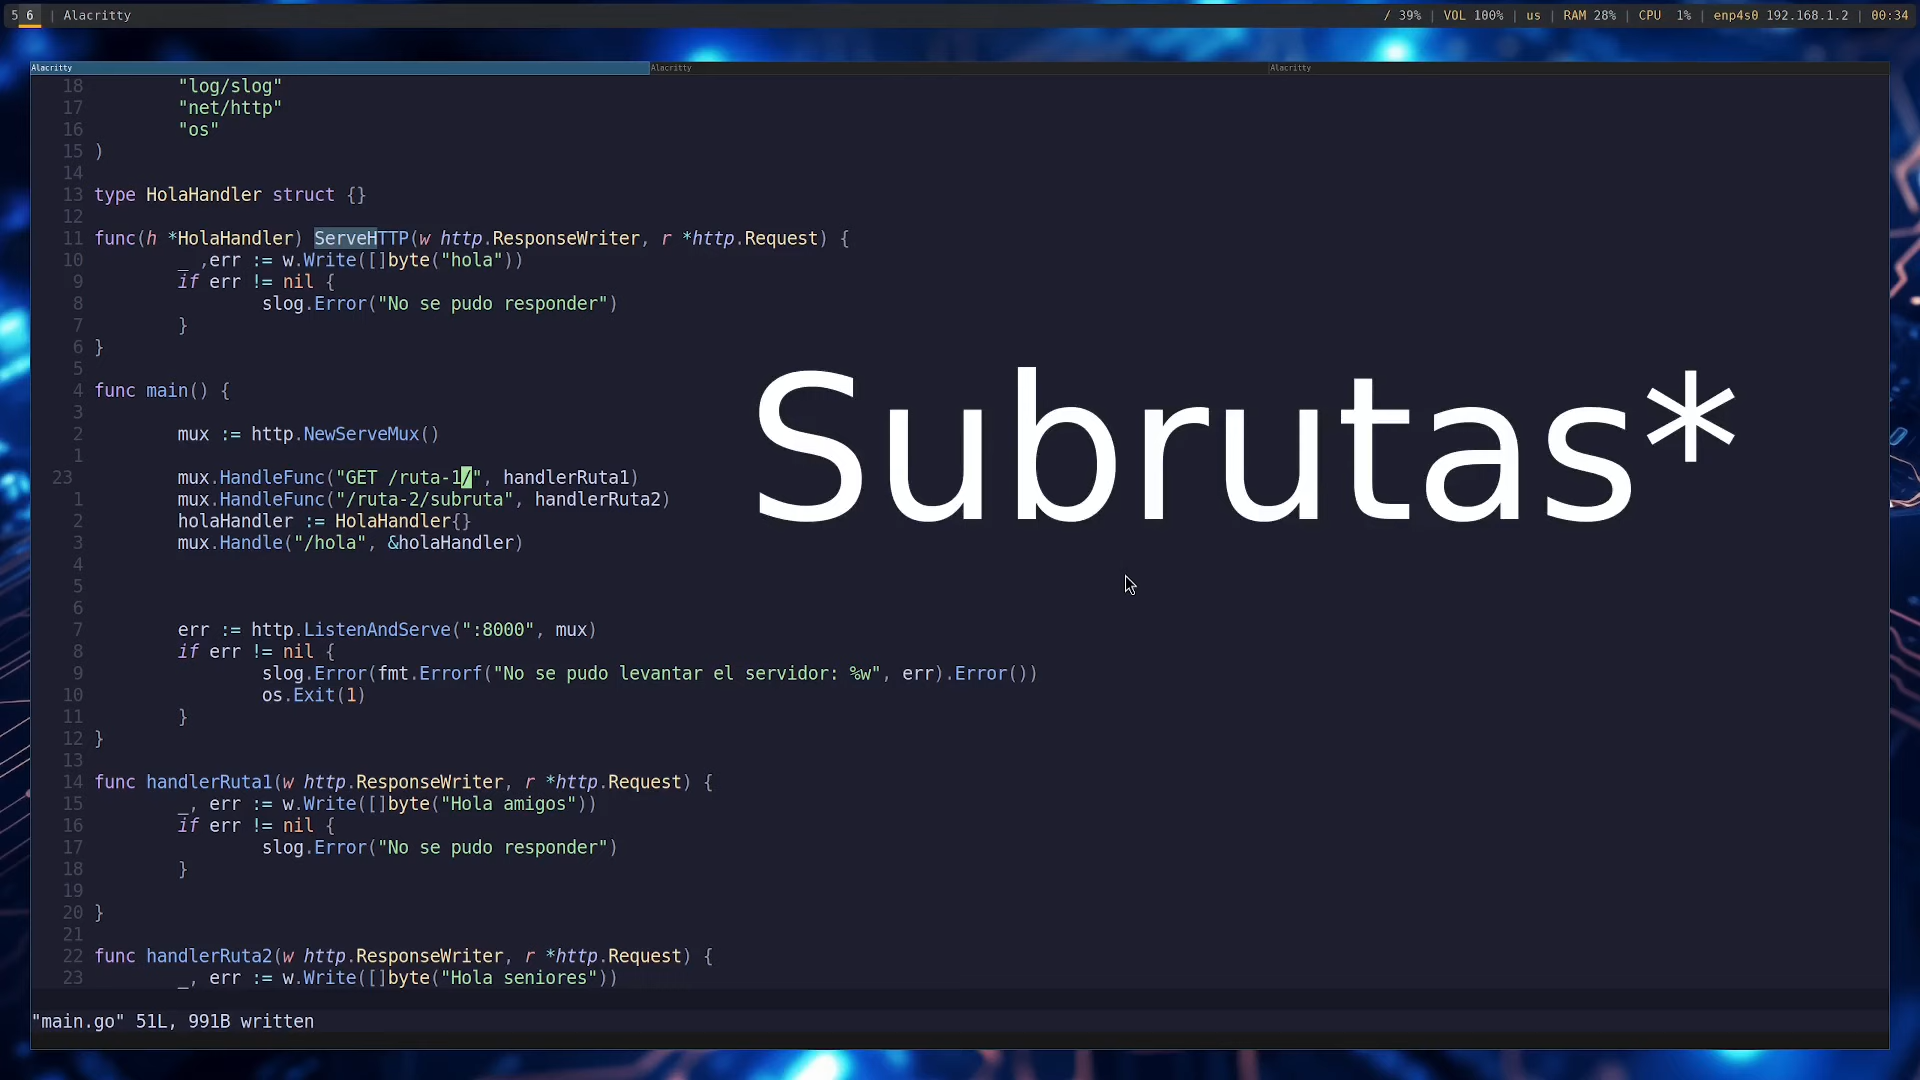 5 6 | Alacritty
/ 39% | VOL 100% | us | RAM 28% | CPU 1% | enp4s0 192.168.1.2 | 00:34
Alacritty
Alacritty
Alacritty
18 "log/slog"
17 "net/http"
16 "os"
15 )
14
13 type HolaHandler struct {}
12
11 func(h *HolaHandler) ServeHTTP(w http.ResponseWriter, r *http.Request) {
10 _ ,err := w.Write([]byte("hola"))
9 if err != nil {
8 slog.Error("No se pudo responder")
7 }
6 }
5
4 func main() {
3
2 mux := http.NewServeMux()
1
23 mux.HandleFunc("GET /ruta-1/", handlerRuta1)
1 mux.HandleFunc("/ruta-2/subruta", handlerRuta2)
2 holaHandler := HolaHandler{}
3 mux.Handle("/hola", &holaHandler)
4
5
6
7 err := http.ListenAndServe(":8000", mux)
8 if err != nil {
9 slog.Error(fmt.Errorf("No se pudo levantar el servidor: %w", err).Error())
10 os.Exit(1)
11 }
12 }
13
14 func handlerRuta1(w http.ResponseWriter, r *http.Request) {
15 _, err := w.Write([]byte("Hola amigos"))
16 if err != nil {
17 slog.Error("No se pudo responder")
18 }
19
20 }
21
22 func handlerRuta2(w http.ResponseWriter, r *http.Request) {
23 _, err := w.Write([]byte("Hola seniores"))
"main.go" 51L, 991B written
Subrutas*